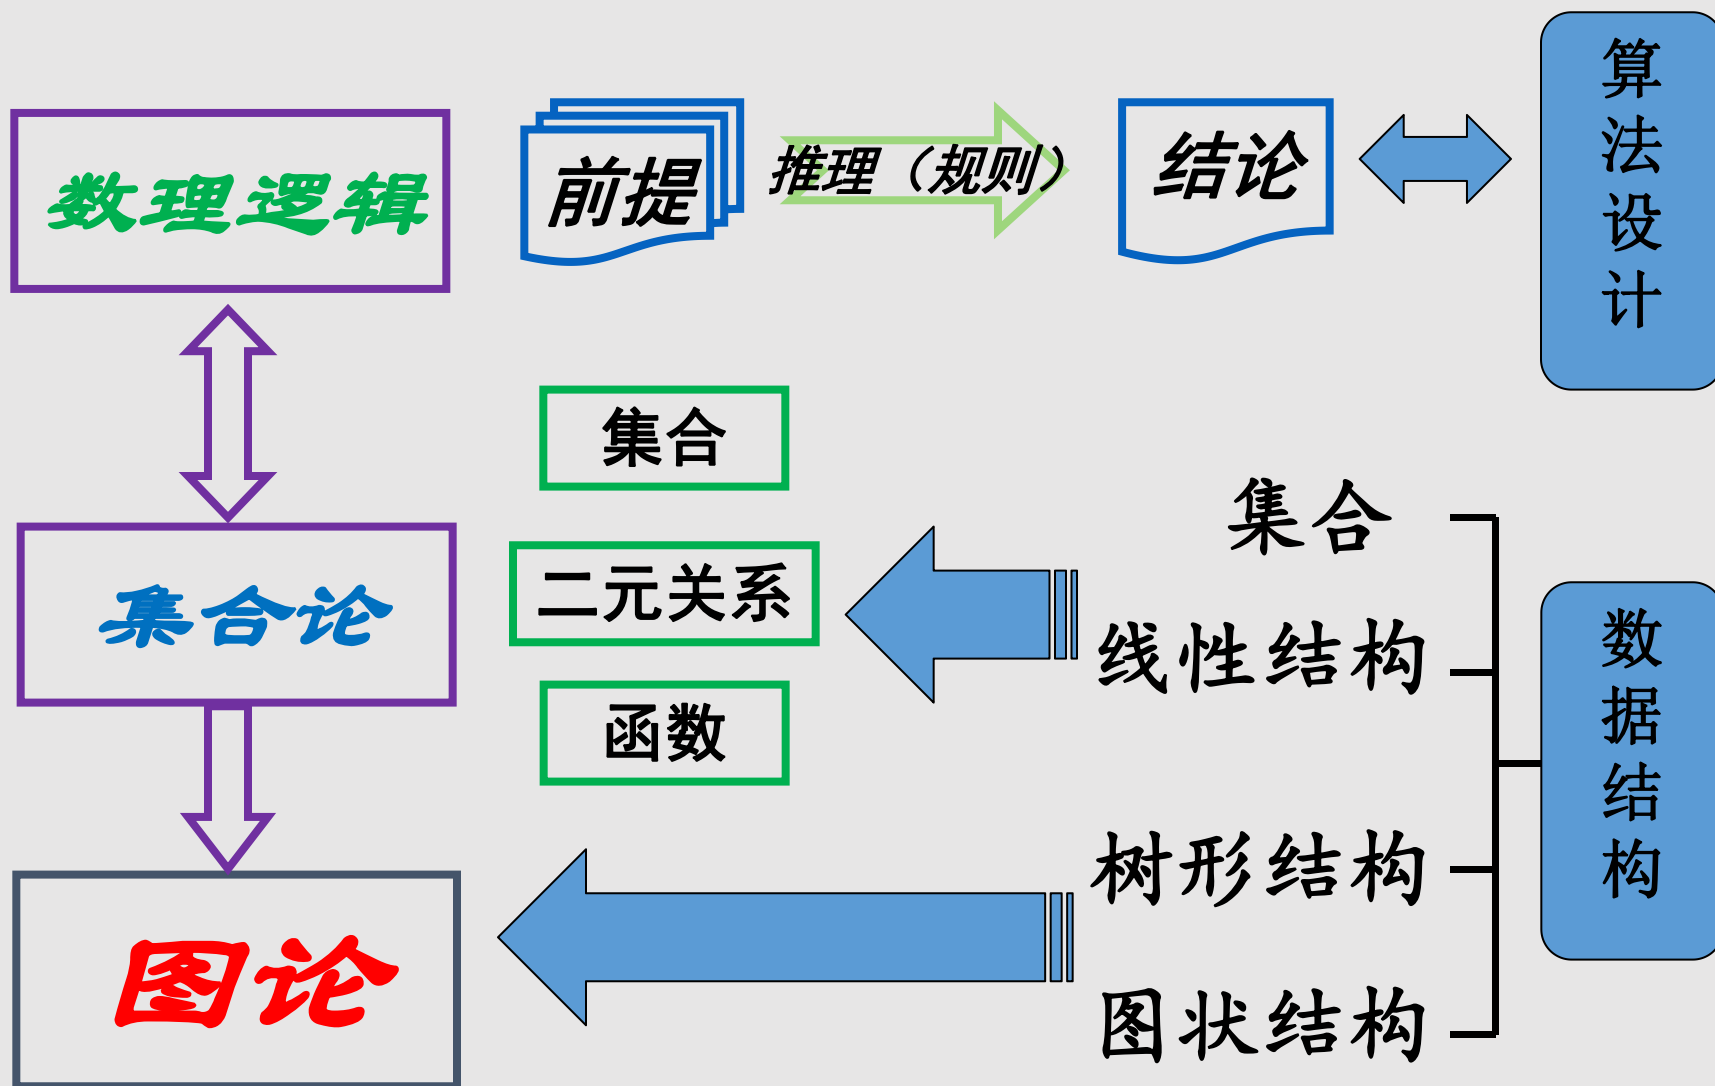 数理逻辑
前提
推理（规则）
结论
算法设计
集合
二元关系
函数
集合论
集合
线性结构
树形结构
图状结构
数据结构
图论